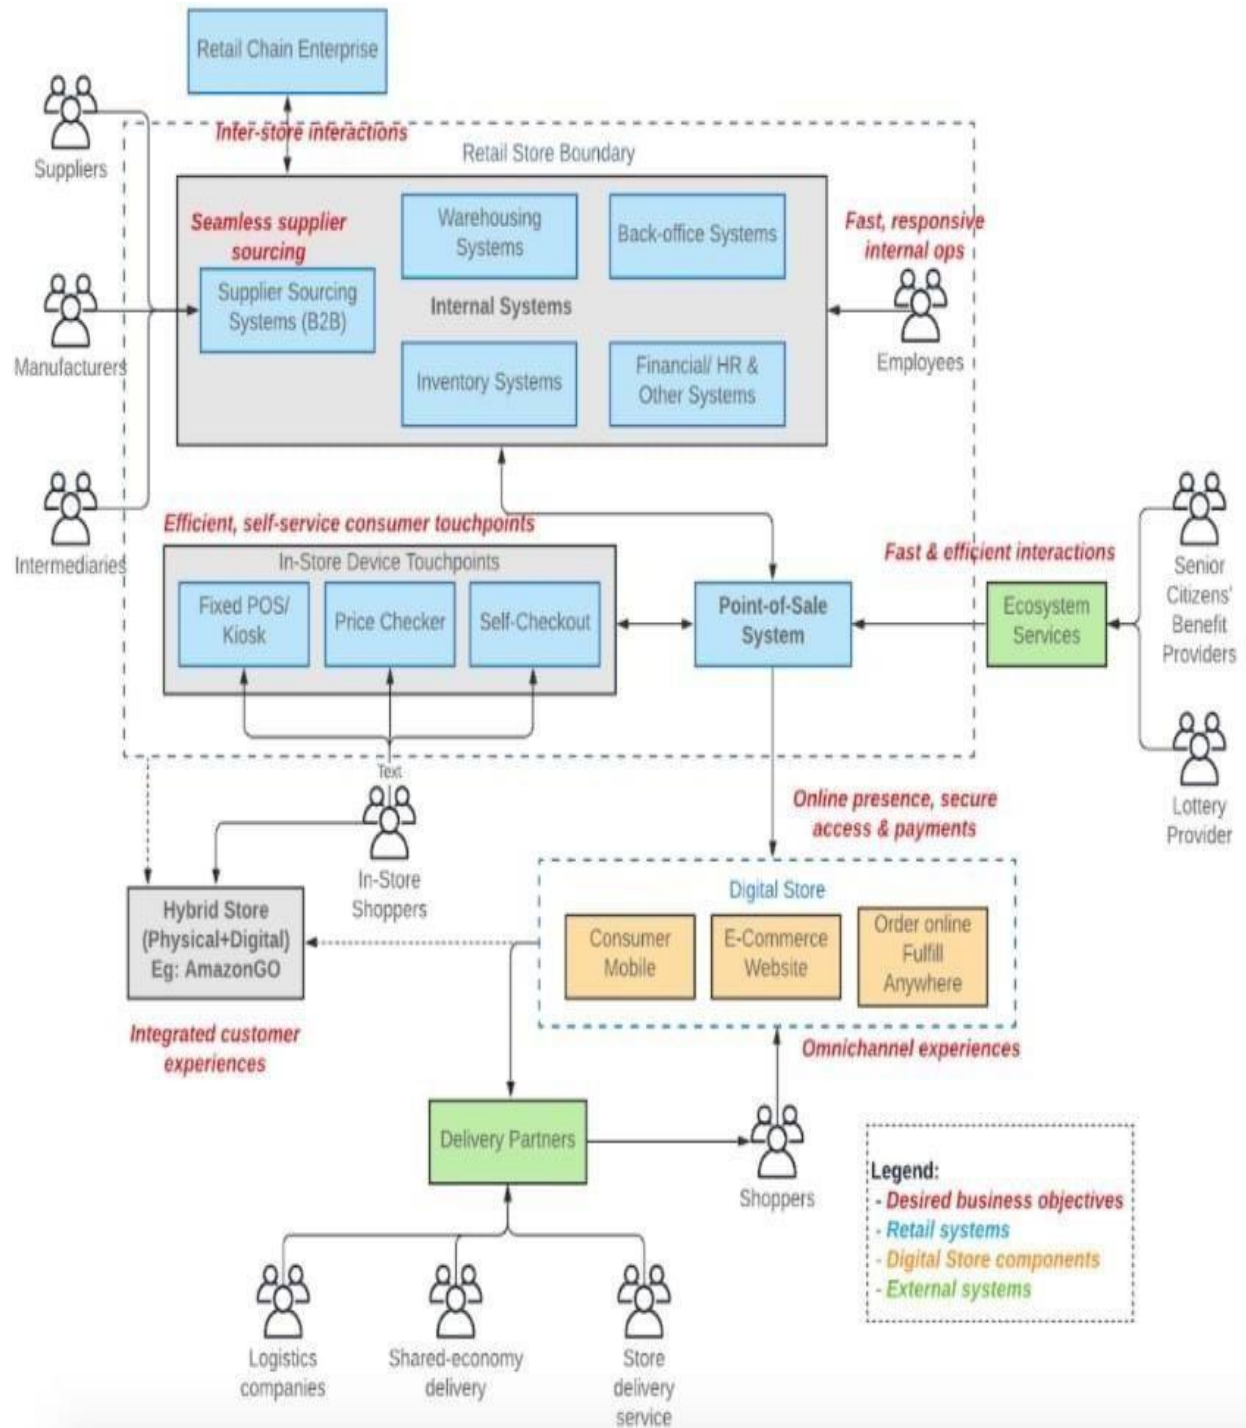 Retail Chain Enterprise
Suppliers
Inter-store interactions
Retail Store Boundary
Seamless supplier
sourcing
Supplier Sourcing
Systems (B2B)
Warehousing
Systems
Back-office Systems
Internal Systems
Inventory Systems
Financial/ HR &
Other Systems
Fast, responsive
internal ops
Employees
Manufacturers
Intermediaries
Efficient, self-service consumer touchpoints
In-Store Device Touchpoints
Fixed POS/
Kiosk
Price Checker
Self-Checkout
Point-of-Sale
System
Fast & efficient interactions
Ecosystem
Services
Senior
Citizens'
Benefit
Providers
Lottery
Provider
Text
In-Store
Shoppers
Online presence, secure
access & payments
Hybrid Store
(Physical+Digital)
Eg: AmazonGO
Integrated customer
experiences
Digital Store
Consumer
Mobile
E-Commerce
Website
Order online
Fulfill
Anywhere
Omnichannel experiences
Delivery Partners
Shoppers
Logistics
companies
Shared-economy
delivery
Store
delivery
service
Legend:
- Desired business objectives
- Retail systems
- Digital Store components
- External systems